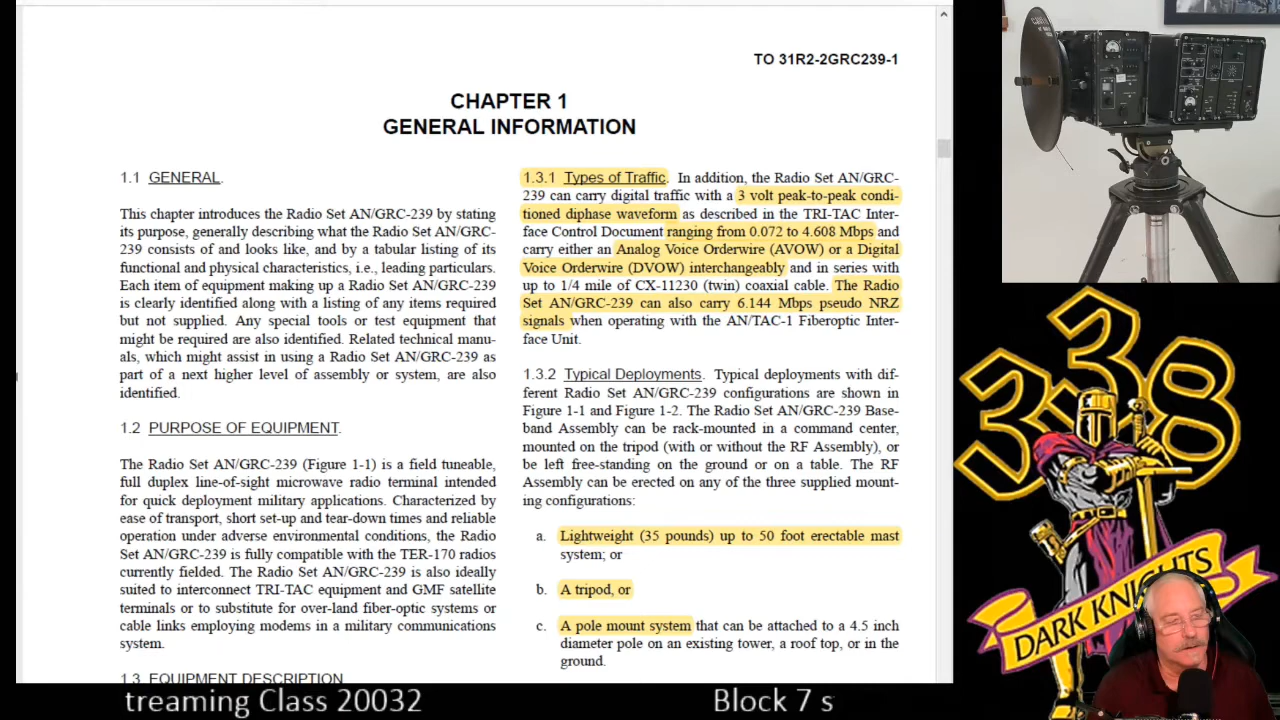 TO 31R2-2GRC239-1
CHAPTER 1
GENERAL INFORMATION
1.1 GENERAL.
This chapter introduces the Radio Set AN/GRC-239 by stating
its purpose, generally describing what the Radio Set AN/GRC-
239 consists of and looks like, and by a tabular listing of its
functional and physical characteristics, i.e., leading particulars.
Each item of equipment making up a Radio Set AN/GRC-239
is clearly identified along with a listing of any items required
but not supplied. Any special tools or test equipment that
might be required are also identified. Related technical manu-
als, which might assist in using a Radio Set AN/GRC-239 as
part of a next higher level of assembly or system, are also
identified.
1.2 PURPOSE OF EQUIPMENT.
The Radio Set AN/GRC-239 (Figure 1-1) is a field tuneable,
full duplex line-of-sight microwave radio terminal intended
for quick deployment military applications. Characterized by
ease of transport, short set-up and tear-down times and reliable
operation under adverse environmental conditions, the Radio
Set AN/GRC-239 is fully compatible with the TER-170 radios
currently fielded. The Radio Set AN/GRC-239 is also ideally
suited to interconnect TRI-TAC equipment and GMF satellite
terminals or to substitute for over-land fiber-optic systems or
cable links employing modems in a military communications
system.
1.3 EQUIPMENT DESCRIPTION
1.3.1 Types of Traffic. In addition, the Radio Set AN/GRC-
239 can carry digital traffic with a 3 volt peak-to-peak condi-
tioned diphase waveform as described in the TRI-TAC Inter-
face Control Document ranging from 0.072 to 4.608 Mbps and
carry either an Analog Voice Orderwire (AVOW) or a Digital
Voice Orderwire (DVOW) interchangeably and in series with
up to 1/4 mile of CX-11230 (twin) coaxial cable. The Radio
Set AN/GRC-239 can also carry 6.144 Mbps pseudo NRZ
signals when operating with the AN/TAC-1 Fiberoptic Inter-
face Unit.
1.3.2 Typical Deployments. Typical deployments with dif-
ferent Radio Set AN/GRC-239 configurations are shown in
Figure 1-1 and Figure 1-2. The Radio Set AN/GRC-239 Base-
band Assembly can be rack-mounted in a command center,
mounted on the tripod (with or without the RF Assembly), or
be left free-standing on the ground or on a table. The RF
Assembly can be erected on any of the three supplied mount-
ing configurations:
a. Lightweight (35 pounds) up to 50 foot erectable mast
system; or
b. A tripod, or
c. A pole mount system that can be attached to a 4.5 inch
diameter pole on an existing tower, a roof top, or in the
ground.
338
DARK KNIGHTS
treaming Class 20032 Block 7 s